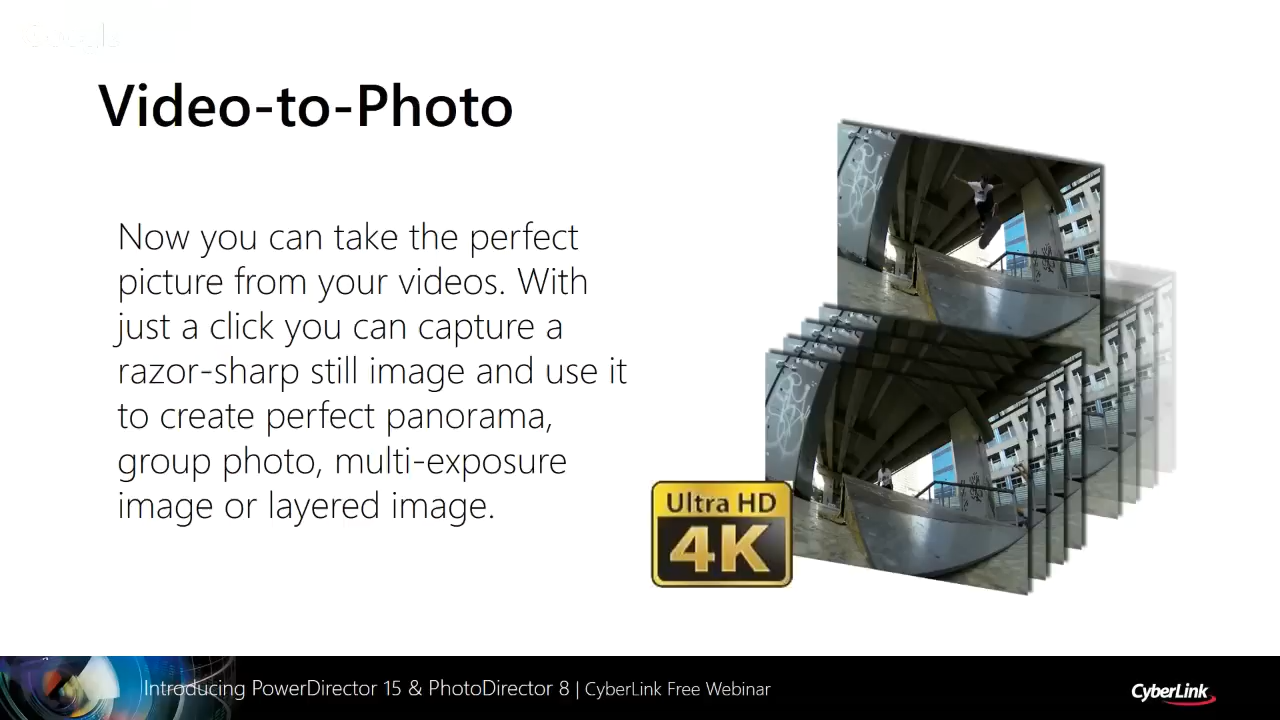 Google
Video-to-Photo
Now you can take the perfect
picture from your videos. With
just a click you can capture a
razor-sharp still image and use it
to create perfect panorama,
group photo, multi-exposure
image or layered image.
Ultra HD
4K
Introducing PowerDirector 15 & PhotoDirector 8 | CyberLink Free Webinar
CyberLink